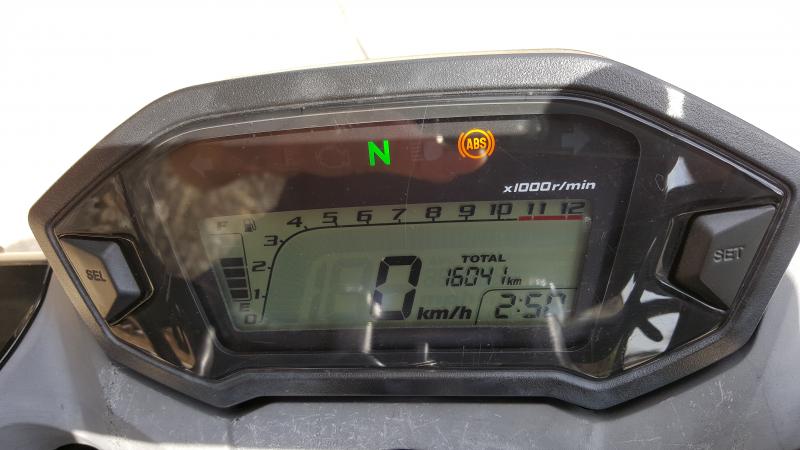 N ABS
x1000r/min
F 4 5 6 7 8 9 10 11 12
3
SEL 2 TOTAL SET
0 16041 km
1
E km/h 2:50
0